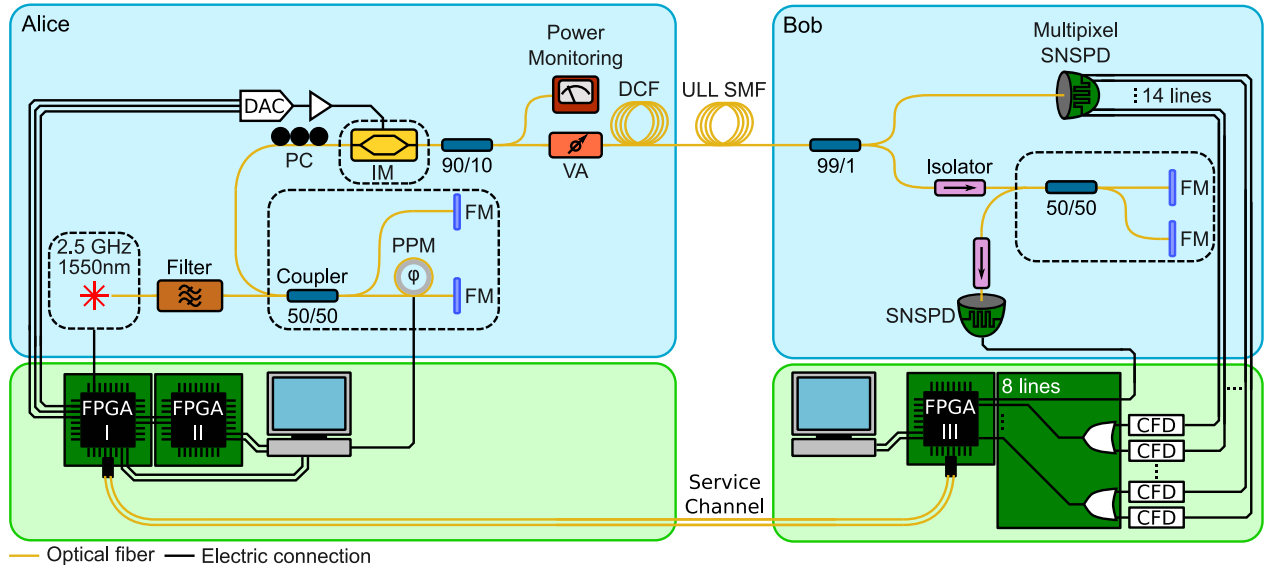 Alice
Bob
Power
Monitoring
Multipixel
SNSPD
DAC
DCF
ULL SMF
14 lines
PC
IM
90/10
VA
99/1
Isolator
50/50
FM
FM
2.5 GHz
1550nm
Filter
Coupler
50/50
PPM
φ
FM
FM
SNSPD
FPGA
I
FPGA
II
FPGA
III
8 lines
CFD
CFD
CFD
CFD
Service
Channel
Optical fiber
Electric connection